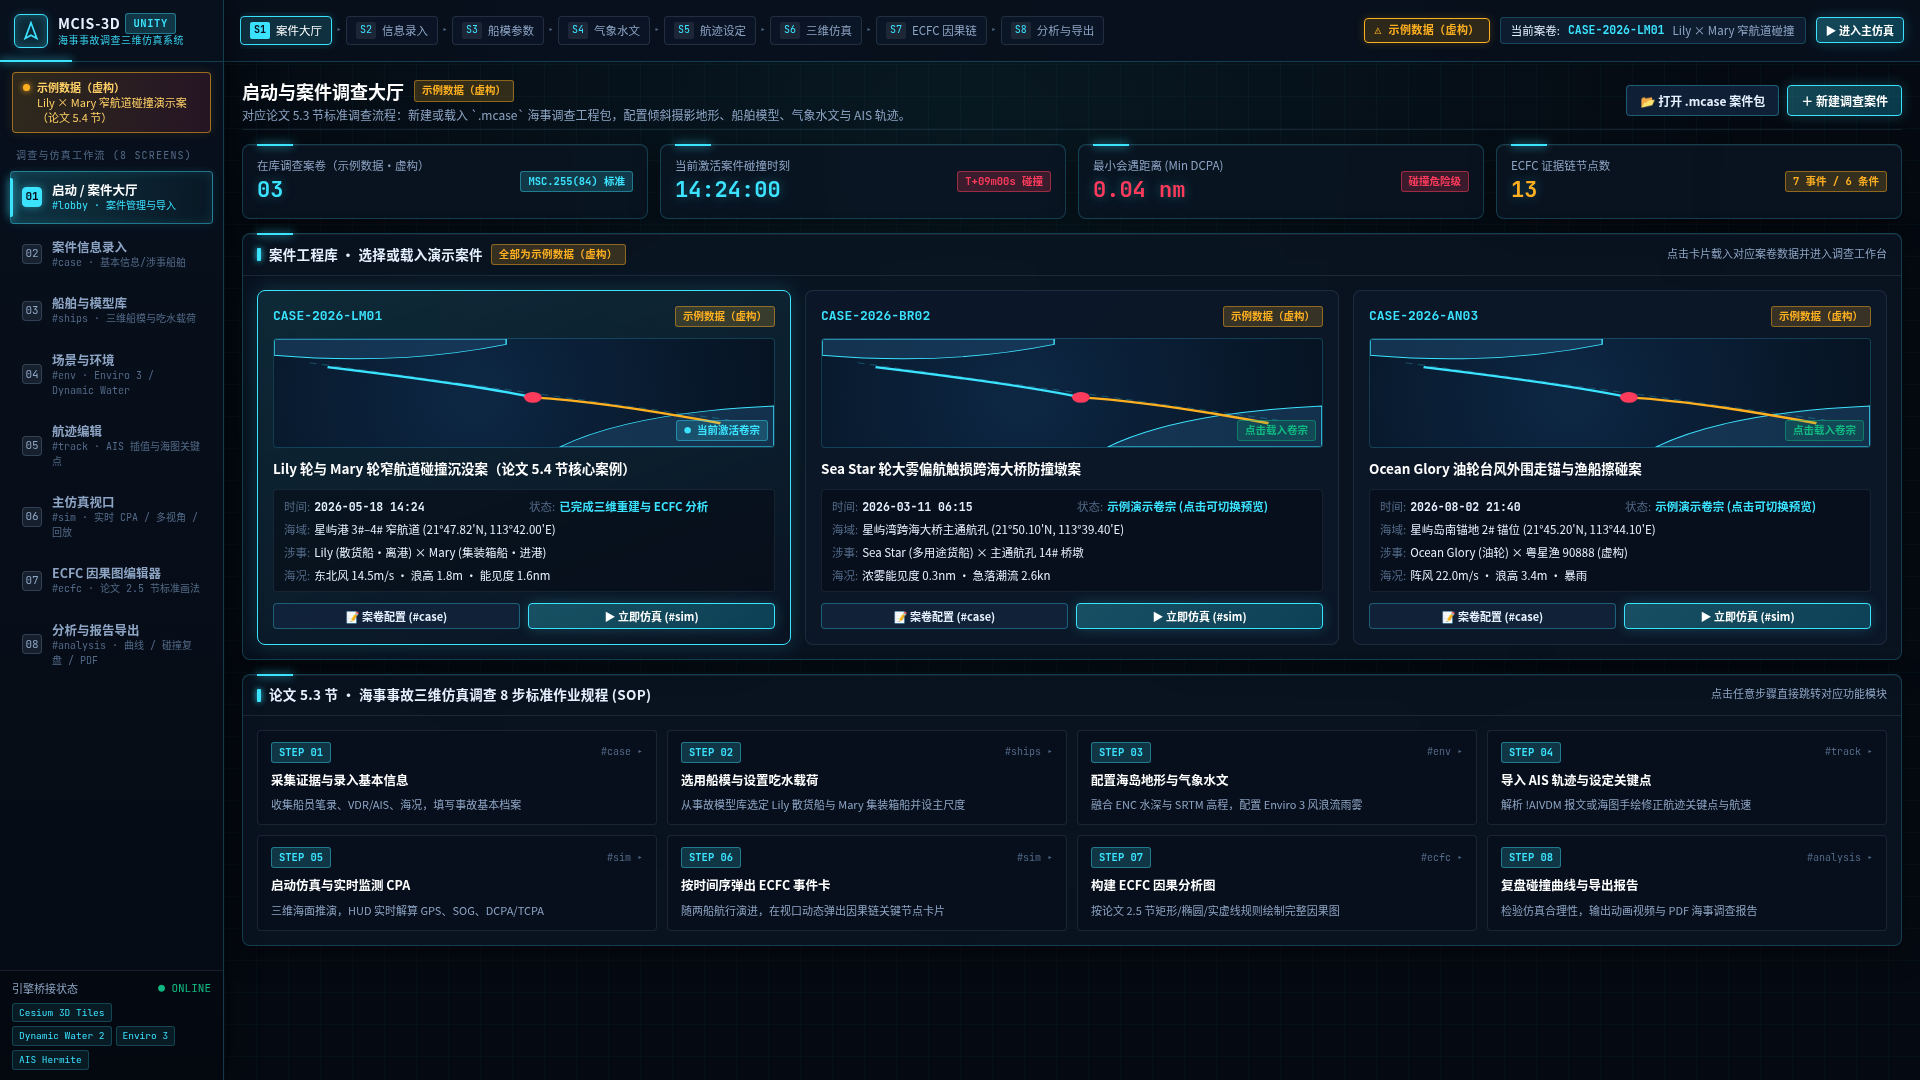 MCIS-3D UNITY
海事事故调查三维仿真系统
S1 案件大厅
S2 信息录入
S3 船模参数
S4 气象水文
S5 航迹设定
S6 三维仿真
S7 ECFC 因果链
S8 分析与导出
⚠ 示例数据（虚构）
当前案卷: CASE-2026-LM01 Lily × Mary 窄航道碰撞
▶ 进入主仿真
示例数据（虚构）
Lily × Mary 窄航道碰撞演示案
（论文 5.4 节）
调查与仿真工作流 (8 SCREENS)
01 启动 / 案件大厅
#lobby · 案件管理与导入
02 案件信息录入
#case · 基本信息/涉事船舶
03 船舶与模型库
#ships · 三维船模与吃水载荷
04 场景与环境
#env · Enviro 3 /
Dynamic Water
05 航迹编辑
#track · AIS 插值与海图关键
点
06 主仿真视口
#sim · 实时 CPA / 多视角 /
回放
07 ECFC 因果图编辑器
#ecfc · 论文 2.5 节标准画法
08 分析与报告导出
#analysis · 曲线 / 碰撞复
盘 / PDF
引擎桥接状态 ● ONLINE
Cesium 3D Tiles
Dynamic Water 2 Enviro 3
AIS Hermite
启动与案件调查大厅 示例数据（虚构）
对应论文 5.3 节标准调查流程：新建或载入 `.mcase` 海事调查工程包，配置倾斜摄影地形、船舶模型、气象水文与 AIS 轨迹。
📂 打开 .mcase 案件包
＋ 新建调查案件
在库调查案卷（示例数据・虚构）
03
MSC.255(84) 标准
当前激活案件碰撞时刻
14:24:00
T+09m00s 碰撞
最小会遇距离 (Min DCPA)
0.04 nm
碰撞危险级
ECFC 证据链节点数
13
7 事件 / 6 条件
案件工程库 · 选择或载入演示案件 全部为示例数据（虚构）
点击卡片载入对应案卷数据并进入调查工作台
CASE-2026-LM01 示例数据（虚构）
● 当前激活卷宗
Lily 轮与 Mary 轮窄航道碰撞沉没案（论文 5.4 节核心案例）
时间: 2026-05-18 14:24 状态: 已完成三维重建与 ECFC 分析
海域: 星屿港 3#–4# 窄航道 (21°47.82'N, 113°42.00'E)
涉事: Lily (散货船・离港) × Mary (集装箱船・进港)
海况: 东北风 14.5m/s • 浪高 1.8m • 能见度 1.6nm
📝 案卷配置 (#case)
▶ 立即仿真 (#sim)
CASE-2026-BR02 示例数据（虚构）
点击载入卷宗
Sea Star 轮大雾偏航触损跨海大桥防撞墩案
时间: 2026-03-11 06:15 状态: 示例演示卷宗 (点击可切换预览)
海域: 星屿湾跨海大桥主通航孔 (21°50.10'N, 113°39.40'E)
涉事: Sea Star (多用途货船) × 主通航孔 14# 桥墩
海况: 浓雾能见度 0.3nm • 急落潮流 2.6kn
📝 案卷配置 (#case)
▶ 立即仿真 (#sim)
CASE-2026-AN03 示例数据（虚构）
点击载入卷宗
Ocean Glory 油轮台风外围走锚与渔船擦碰案
时间: 2026-08-02 21:40 状态: 示例演示卷宗 (点击可切换预览)
海域: 星屿岛南锚地 2# 锚位 (21°45.20'N, 113°44.10'E)
涉事: Ocean Glory (油轮) × 粤星渔 90888 (虚构)
海况: 阵风 22.0m/s • 浪高 3.4m • 暴雨
📝 案卷配置 (#case)
▶ 立即仿真 (#sim)
论文 5.3 节 · 海事事故三维仿真调查 8 步标准作业规程 (SOP)
点击任意步骤直接跳转对应功能模块
STEP 01 #case ▸
采集证据与录入基本信息
收集船员笔录、VDR/AIS、海况，填写事故基本档案
STEP 02 #ships ▸
选用船模与设置吃水载荷
从事故模型库选定 Lily 散货船与 Mary 集装箱船并设主尺度
STEP 03 #env ▸
配置海岛地形与气象水文
融合 ENC 水深与 SRTM 高程，配置 Enviro 3 风浪流雨雾
STEP 04 #track ▸
导入 AIS 轨迹与设定关键点
解析 !AIVDM 报文或海图手绘修正航迹关键点与航速
STEP 05 #sim ▸
启动仿真与实时监测 CPA
三维海面推演，HUD 实时解算 GPS、SOG、DCPA/TCPA
STEP 06 #sim ▸
按时间序弹出 ECFC 事件卡
随两船航行演进，在视口动态弹出因果链关键节点卡片
STEP 07 #ecfc ▸
构建 ECFC 因果分析图
按论文 2.5 节矩形/椭圆/实虚线规则绘制完整因果图
STEP 08 #analysis ▸
复盘碰撞曲线与导出报告
检验仿真合理性，输出动画视频与 PDF 海事调查报告